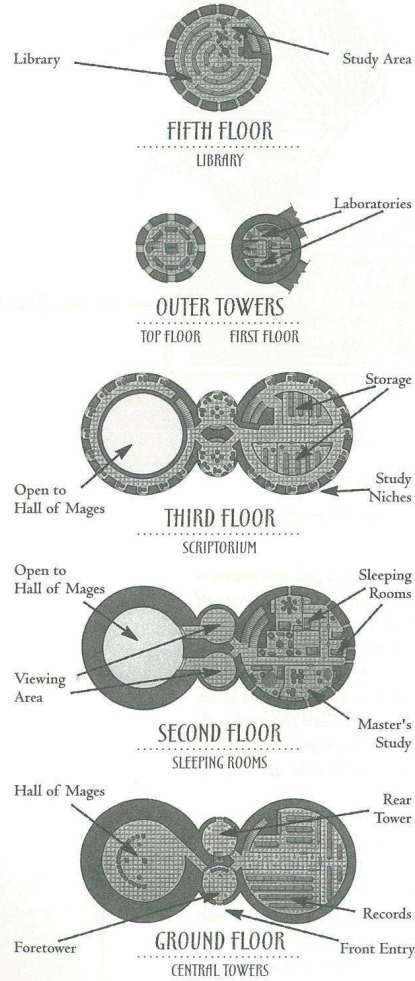 Library
Study Area
FIFTH FLOOR
LIBRARY
Laboratories
OUTER TOWERS
TOP FLOOR
FIRST FLOOR
Storage
Open to
Hall of Mages
Study
Niches
THIRD FLOOR
SCRIPTORIUM
Open to
Hall of Mages
Sleeping
Rooms
Viewing
Area
SECOND FLOOR
SLEEPING ROOMS
Master's
Study
Hall of Mages
Rear
Tower
Foretower
Records
GROUND FLOOR
Front Entry
CENTRAL TOWERS